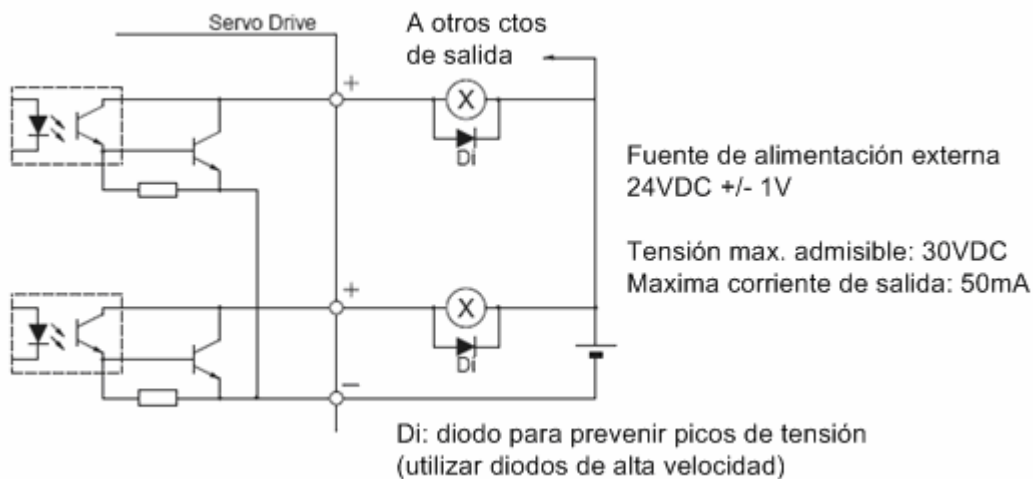 Servo Drive
A otros ctos
de salida
+
X
Di
Fuente de alimentación externa
24VDC +/- 1V
Tensión max. admisible: 30VDC
Maxima corriente de salida: 50mA
+
X
Di
−
Di: diodo para prevenir picos de tensión
(utilizar diodos de alta velocidad)